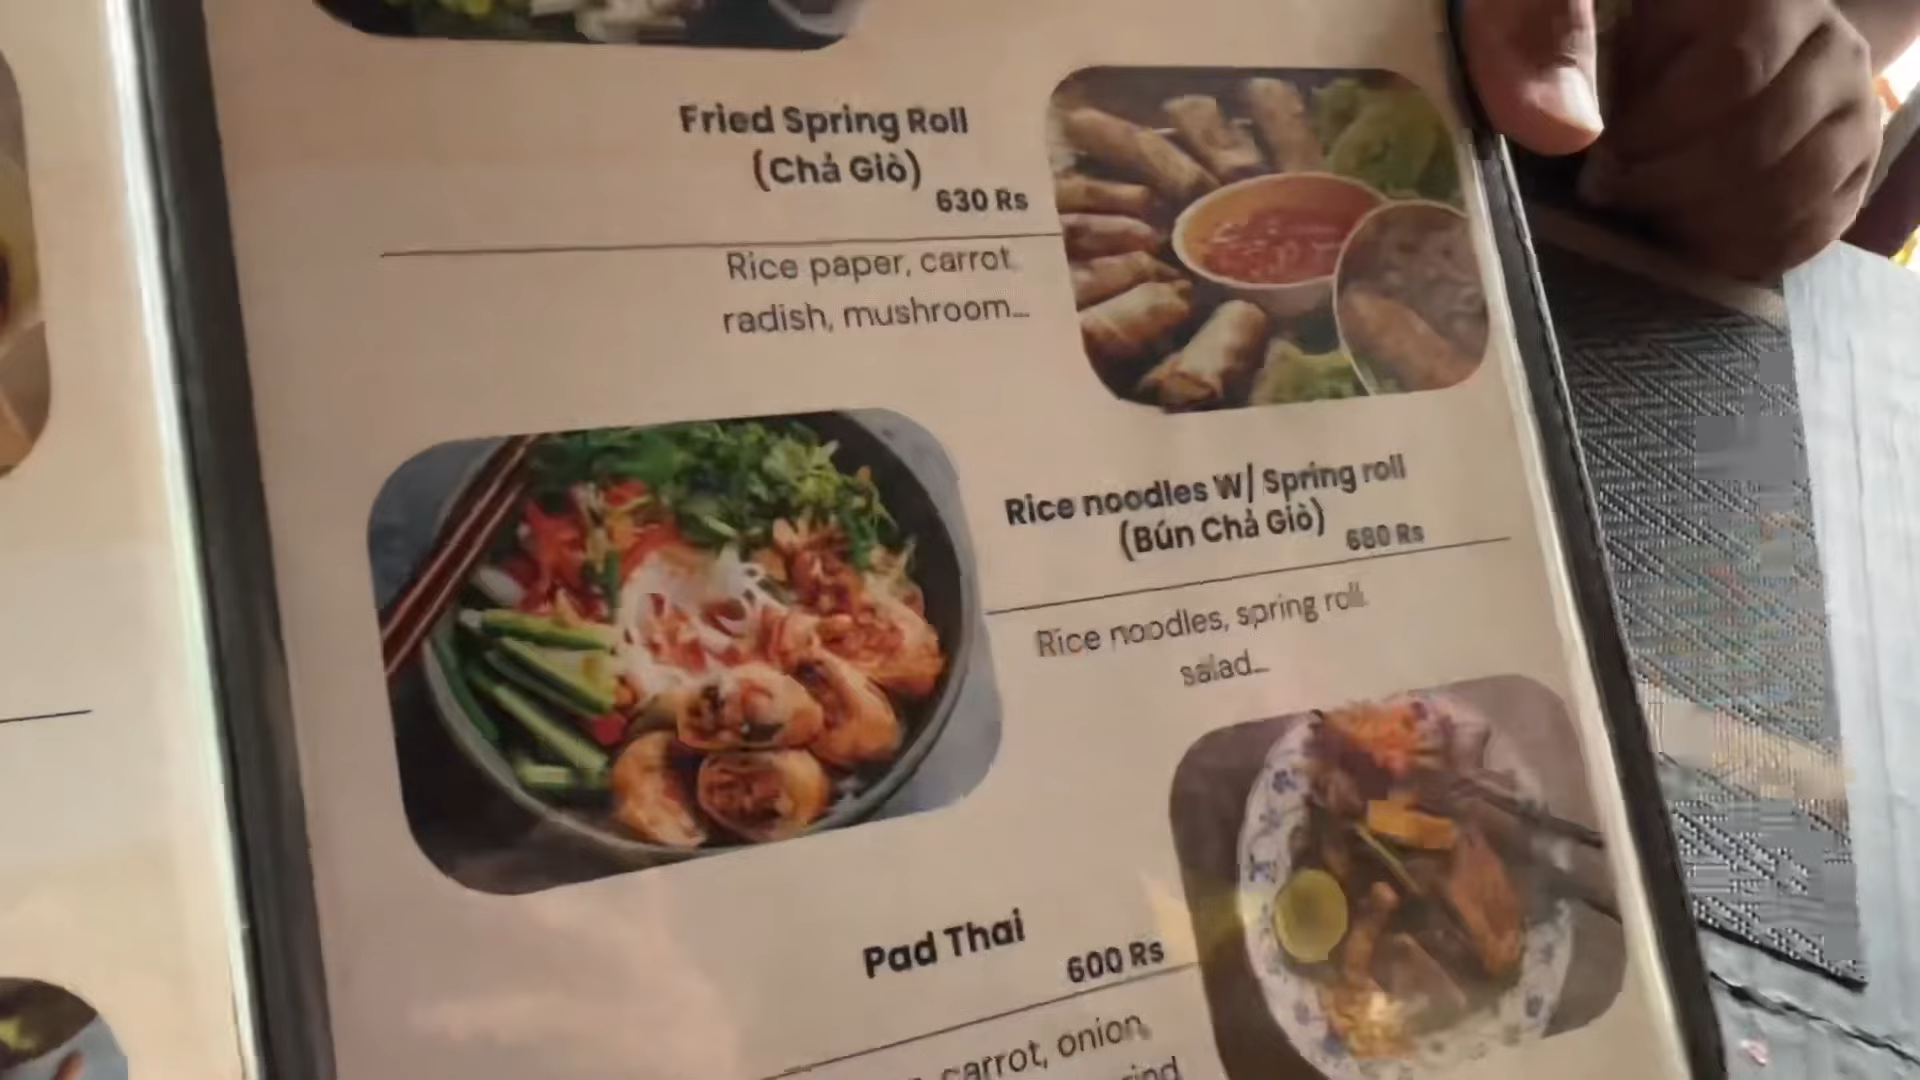 Fried Spring Roll
(Chả Giò)
630 Rs
Rice paper, carrot,
radish, mushroom...
Rice noodles W/ Spring roll
(Bún Chả Giò)
680 Rs
Rice noodles, spring roll,
salad...
Pad Thai
600 Rs
carrot, onion,